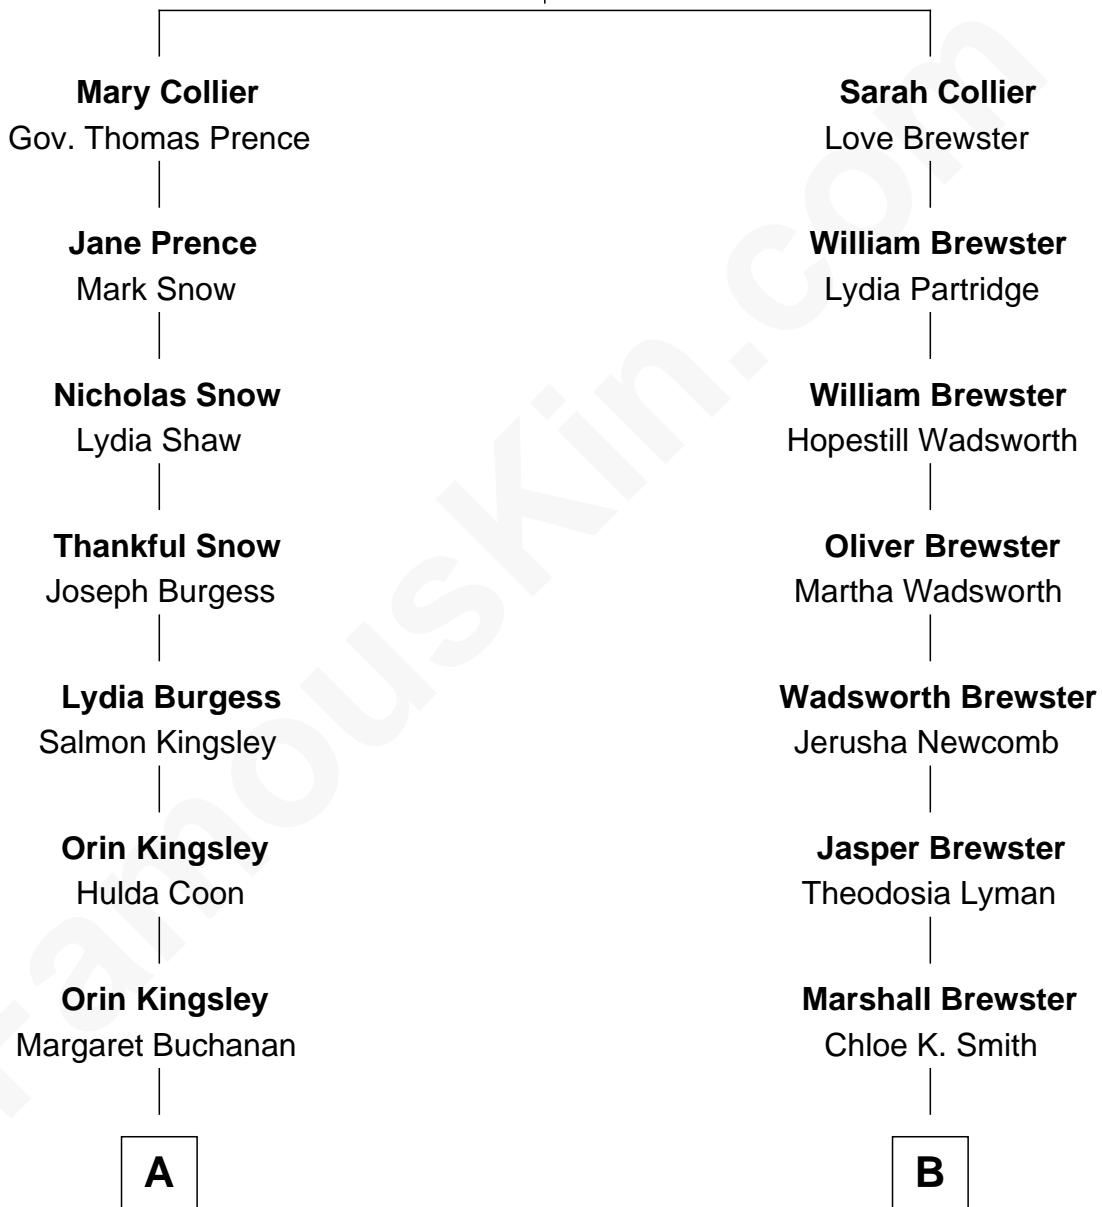 Mary Collier
Gov. Thomas Prence
Jane Prence
Mark Snow
Nicholas Snow
Lydia Shaw
Thankful Snow
Joseph Burgess
Lydia Burgess
Salmon Kingsley
Orin Kingsley
Hulda Coon
Orin Kingsley
Margaret Buchanan
A
Sarah Collier
Love Brewster
William Brewster
Lydia Partridge
William Brewster
Hopestill Wadsworth
Oliver Brewster
Martha Wadsworth
Wadsworth Brewster
Jerusha Newcomb
Jasper Brewster
Theodosia Lyman
Marshall Brewster
Chloe K. Smith
B
FamousKin.com